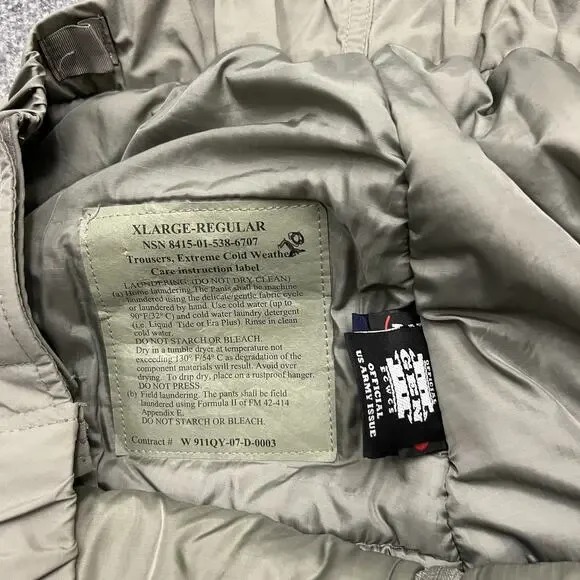 XLARGE-REGULAR
NSN 8415-01-538-6707
Trousers, Extreme Cold Weather
Care instruction label
LAUNDERING: (DO NOT DRY CLEAN)
(a) Home laundering The Pants shall be machine
laundered using the delicate/gentle fabric cycle
or laundered by hand. Use cold water (up to
90°F/32° C) and cold water laundry detergent
(i.e. Liquid Tide or Era Plus) Rinse in clean
cold water.
DO NOT STARCH OR BLEACH.
Dry in a tumble dryer at temperature not
exceeding 130° F/54° C as degradation of the
component materials will result. Avoid over
drying. To drip dry, place on a rustproof hanger.
DO NOT PRESS
(b) Field laundering. The pants shall be field
laundered using Formula II of FM 42-414
Appendix E.
DO NOT STARCH OR BLEACH
Contract # W 911QY-07-D-0003
GEN
ECWCS
OFFICIAL
US ARMY ISSUE